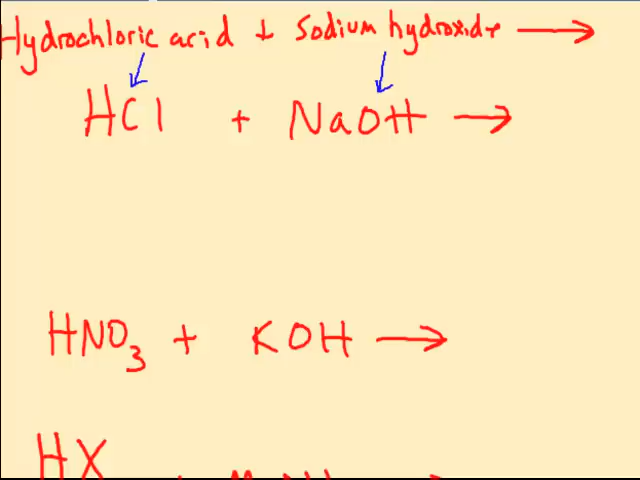 Hydrochloric acid + Sodium hydroxide →
HCl + NaOH →
HNO₃ + KOH →
HX